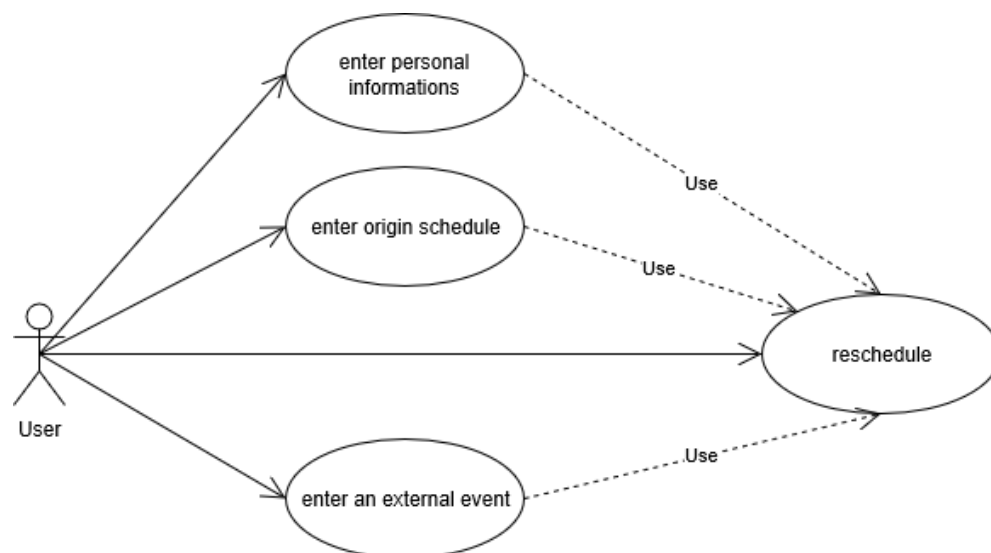 enter personal
informations
Use
enter origin schedule
Use
reschedule
User
Use
enter an external event